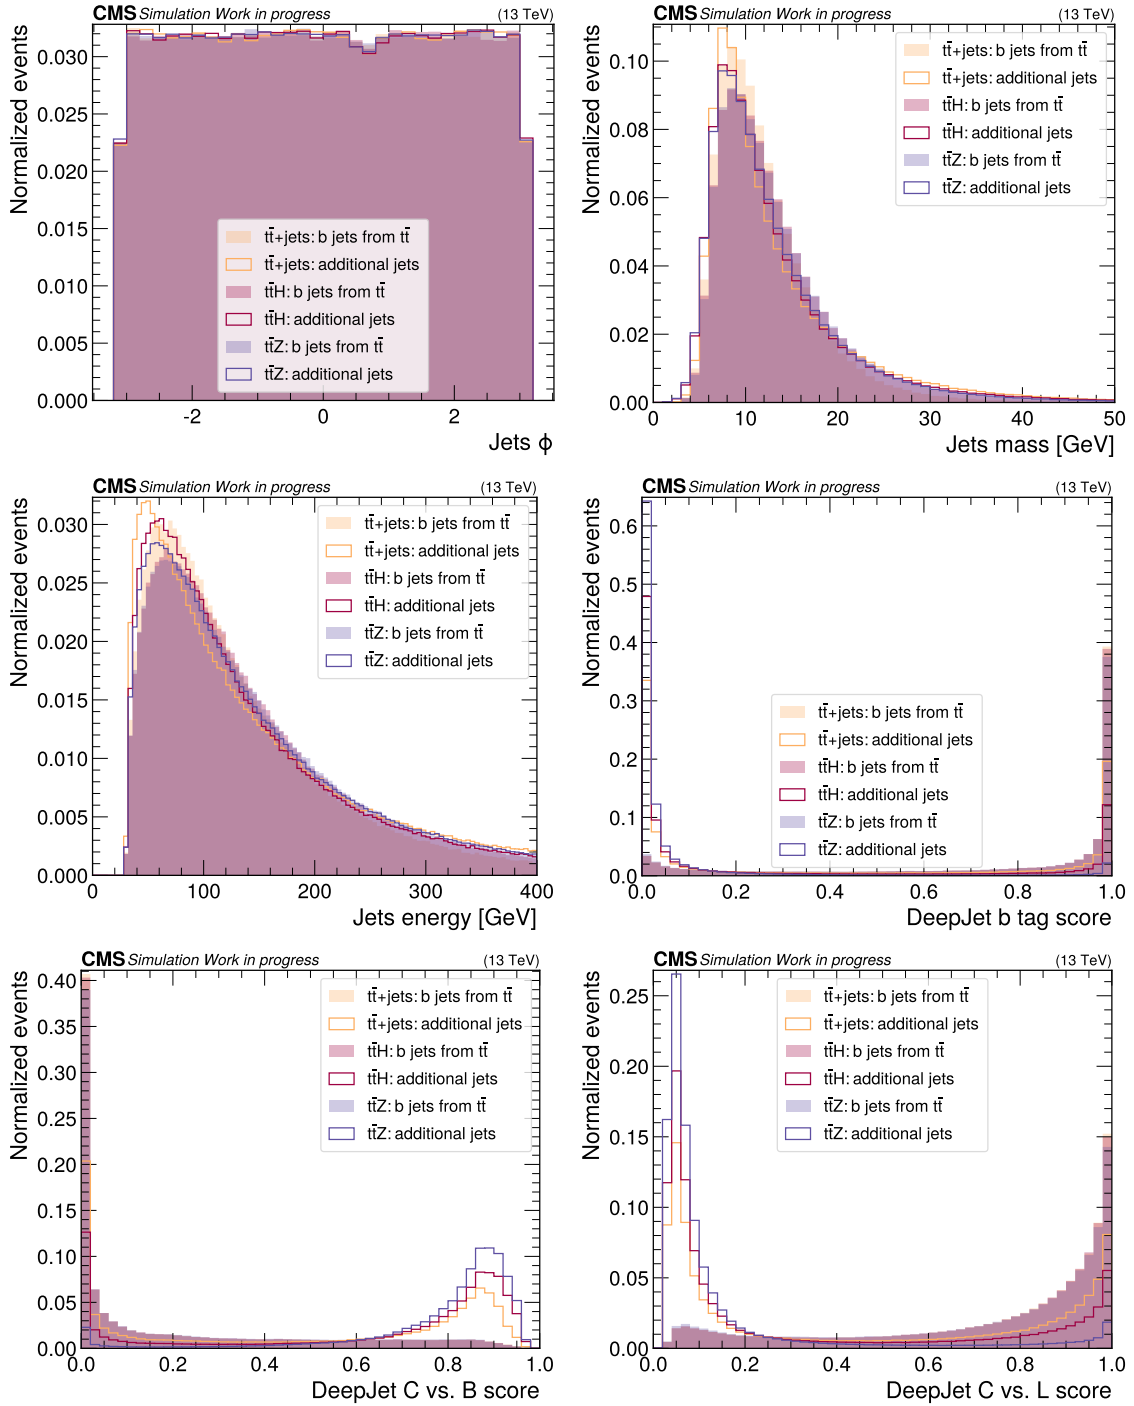 CMS Simulation Work in progress (13 TeV)
Normalized events
0.030
0.025
0.020
0.015
0.010
0.005
0.000
tt̄+jets: b jets from tt̄
tt̄+jets: additional jets
tt̄H: b jets from tt̄
tt̄H: additional jets
tt̄Z: b jets from tt̄
tt̄Z: additional jets
-2 0 2
Jets ϕ
CMS Simulation Work in progress (13 TeV)
Normalized events
0.10
0.08
0.06
0.04
0.02
0.00
tt̄+jets: b jets from tt̄
tt̄+jets: additional jets
tt̄H: b jets from tt̄
tt̄H: additional jets
tt̄Z: b jets from tt̄
tt̄Z: additional jets
0 10 20 30 40 50
Jets mass [GeV]
CMS Simulation Work in progress (13 TeV)
Normalized events
0.030
0.025
0.020
0.015
0.010
0.005
0.000
tt̄+jets: b jets from tt̄
tt̄+jets: additional jets
tt̄H: b jets from tt̄
tt̄H: additional jets
tt̄Z: b jets from tt̄
tt̄Z: additional jets
0 100 200 300 400
Jets energy [GeV]
CMS Simulation Work in progress (13 TeV)
Normalized events
0.6
0.5
0.4
0.3
0.2
0.1
0.0
tt̄+jets: b jets from tt̄
tt̄+jets: additional jets
tt̄H: b jets from tt̄
tt̄H: additional jets
tt̄Z: b jets from tt̄
tt̄Z: additional jets
0.0 0.2 0.4 0.6 0.8 1.0
DeepJet b tag score
CMS Simulation Work in progress (13 TeV)
Normalized events
0.40
0.35
0.30
0.25
0.20
0.15
0.10
0.05
0.00
tt̄+jets: b jets from tt̄
tt̄+jets: additional jets
tt̄H: b jets from tt̄
tt̄H: additional jets
tt̄Z: b jets from tt̄
tt̄Z: additional jets
0.0 0.2 0.4 0.6 0.8 1.0
DeepJet C vs. B score
CMS Simulation Work in progress (13 TeV)
Normalized events
0.25
0.20
0.15
0.10
0.05
0.00
tt̄+jets: b jets from tt̄
tt̄+jets: additional jets
tt̄H: b jets from tt̄
tt̄H: additional jets
tt̄Z: b jets from tt̄
tt̄Z: additional jets
0.0 0.2 0.4 0.6 0.8 1.0
DeepJet C vs. L score